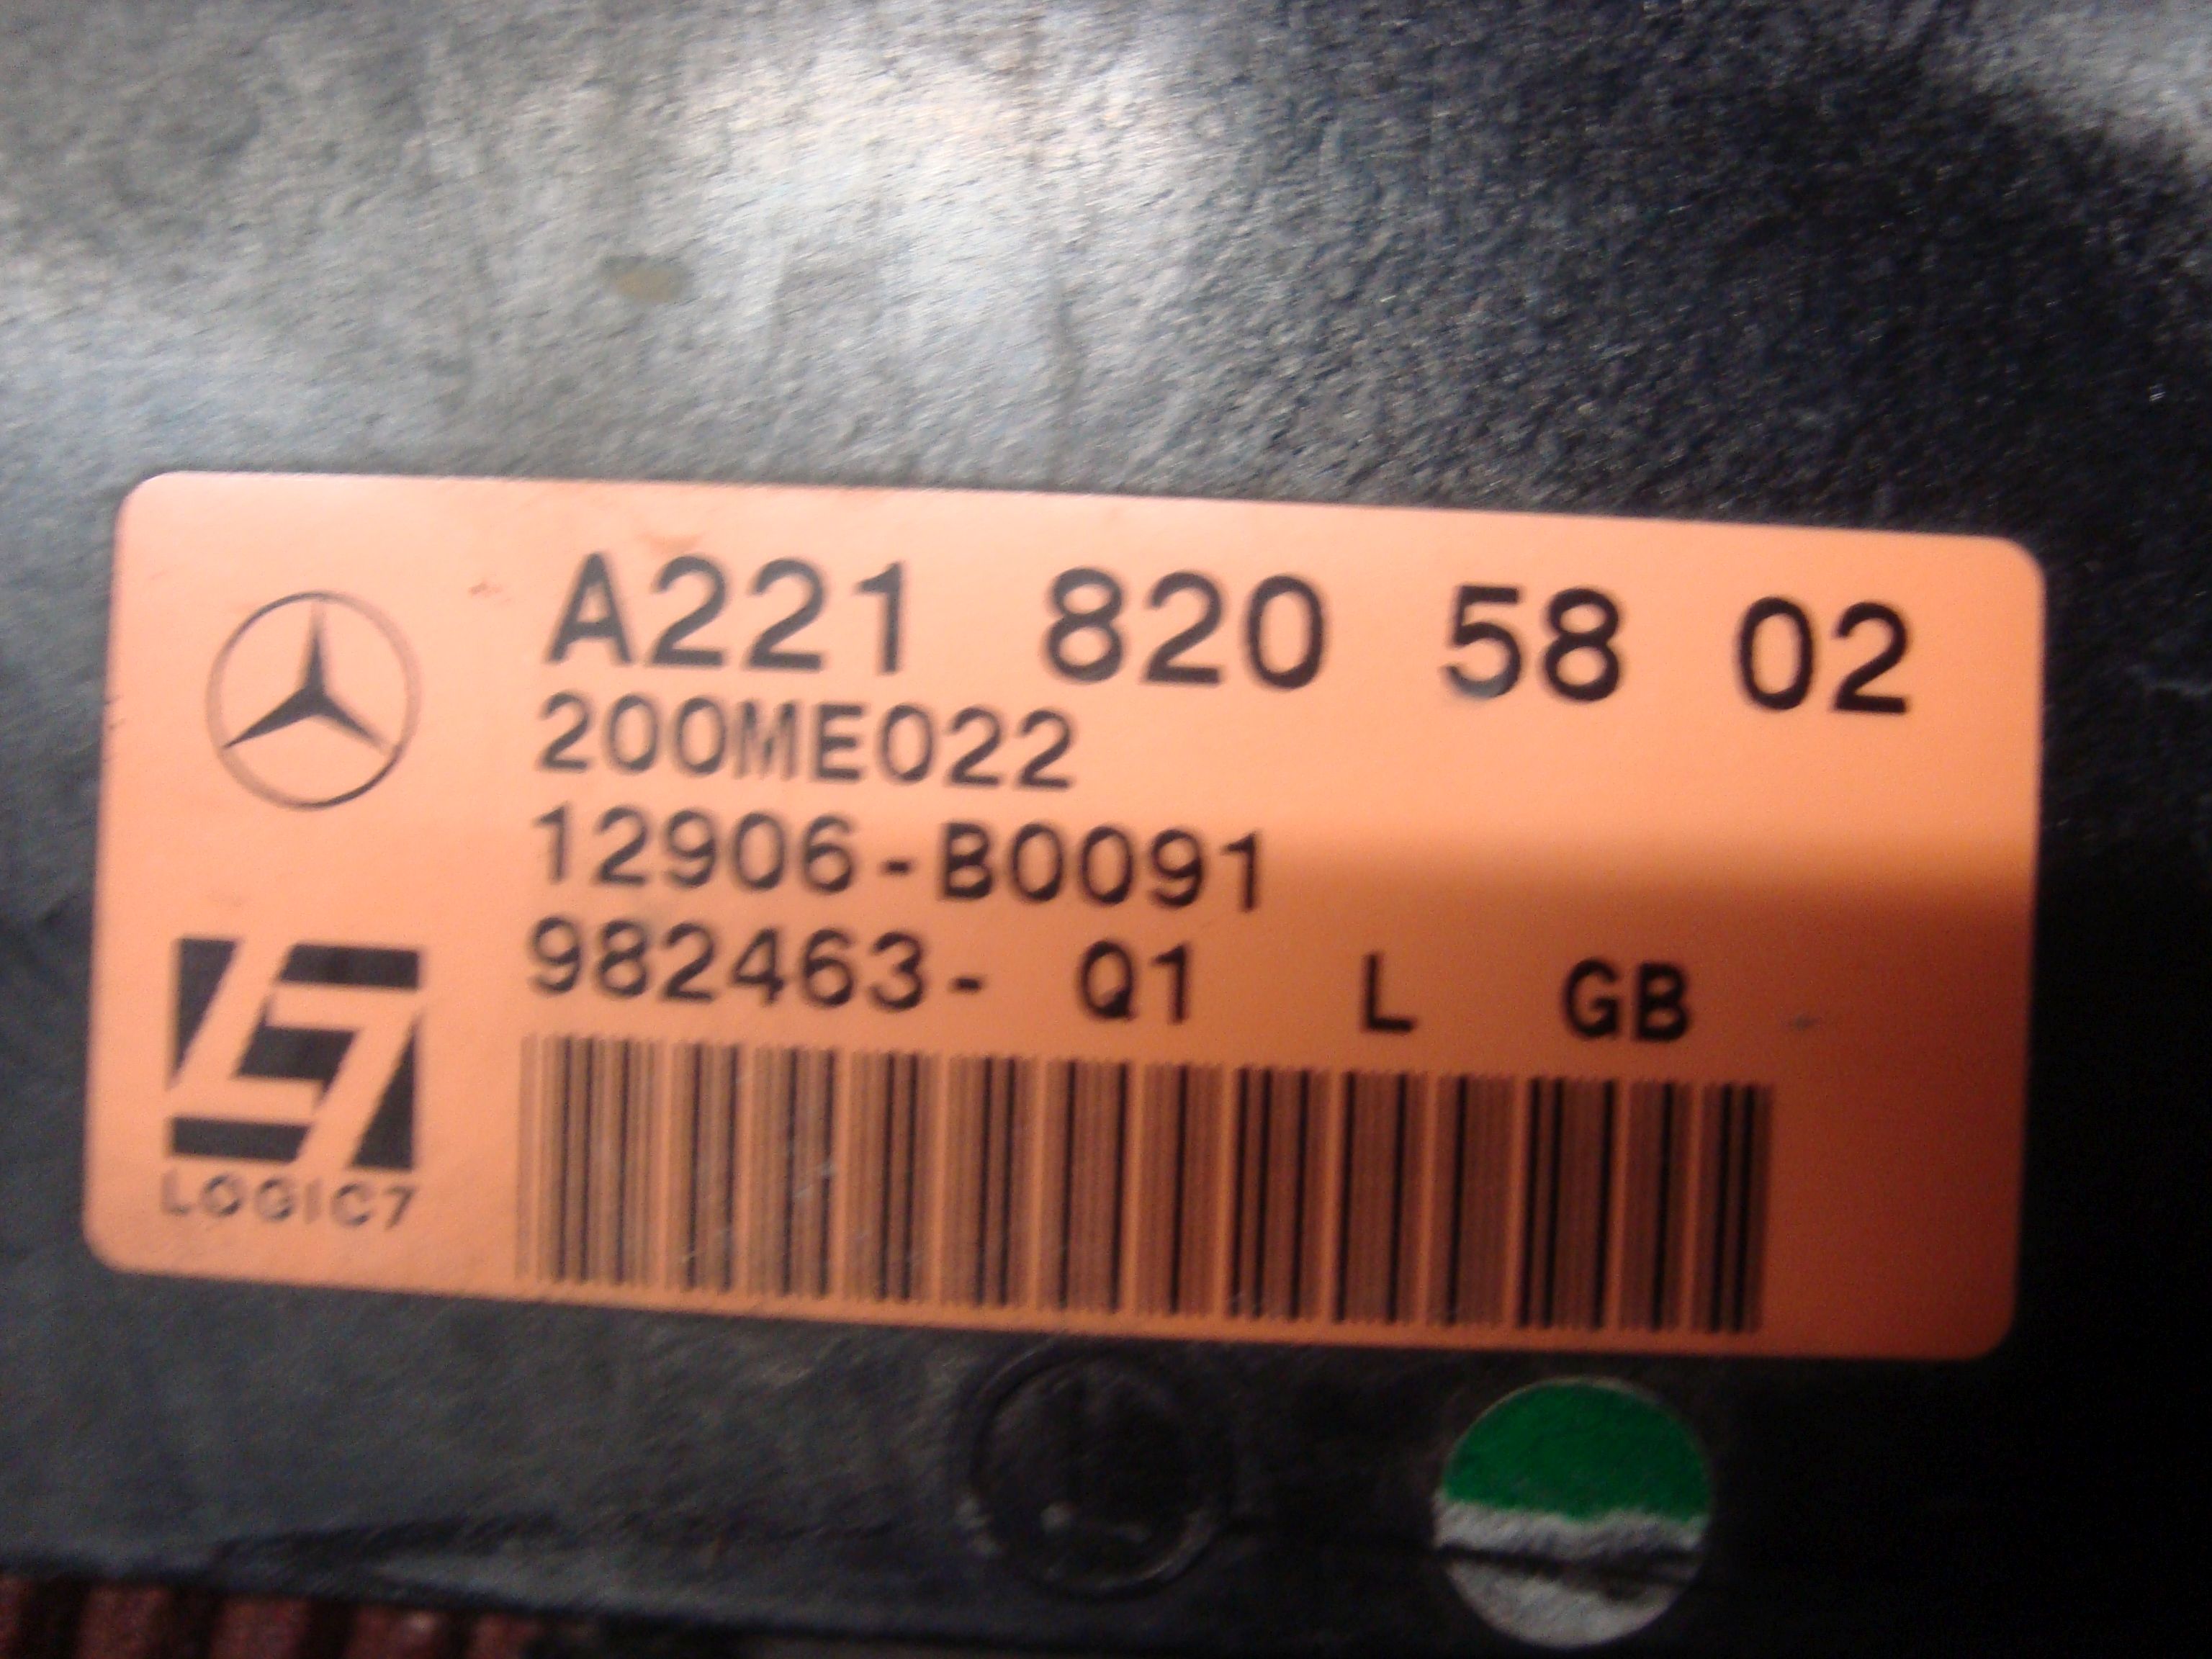 A221 820 58 02
200ME022
12906-B0091
982463- Q1 L GB
LOGIC7